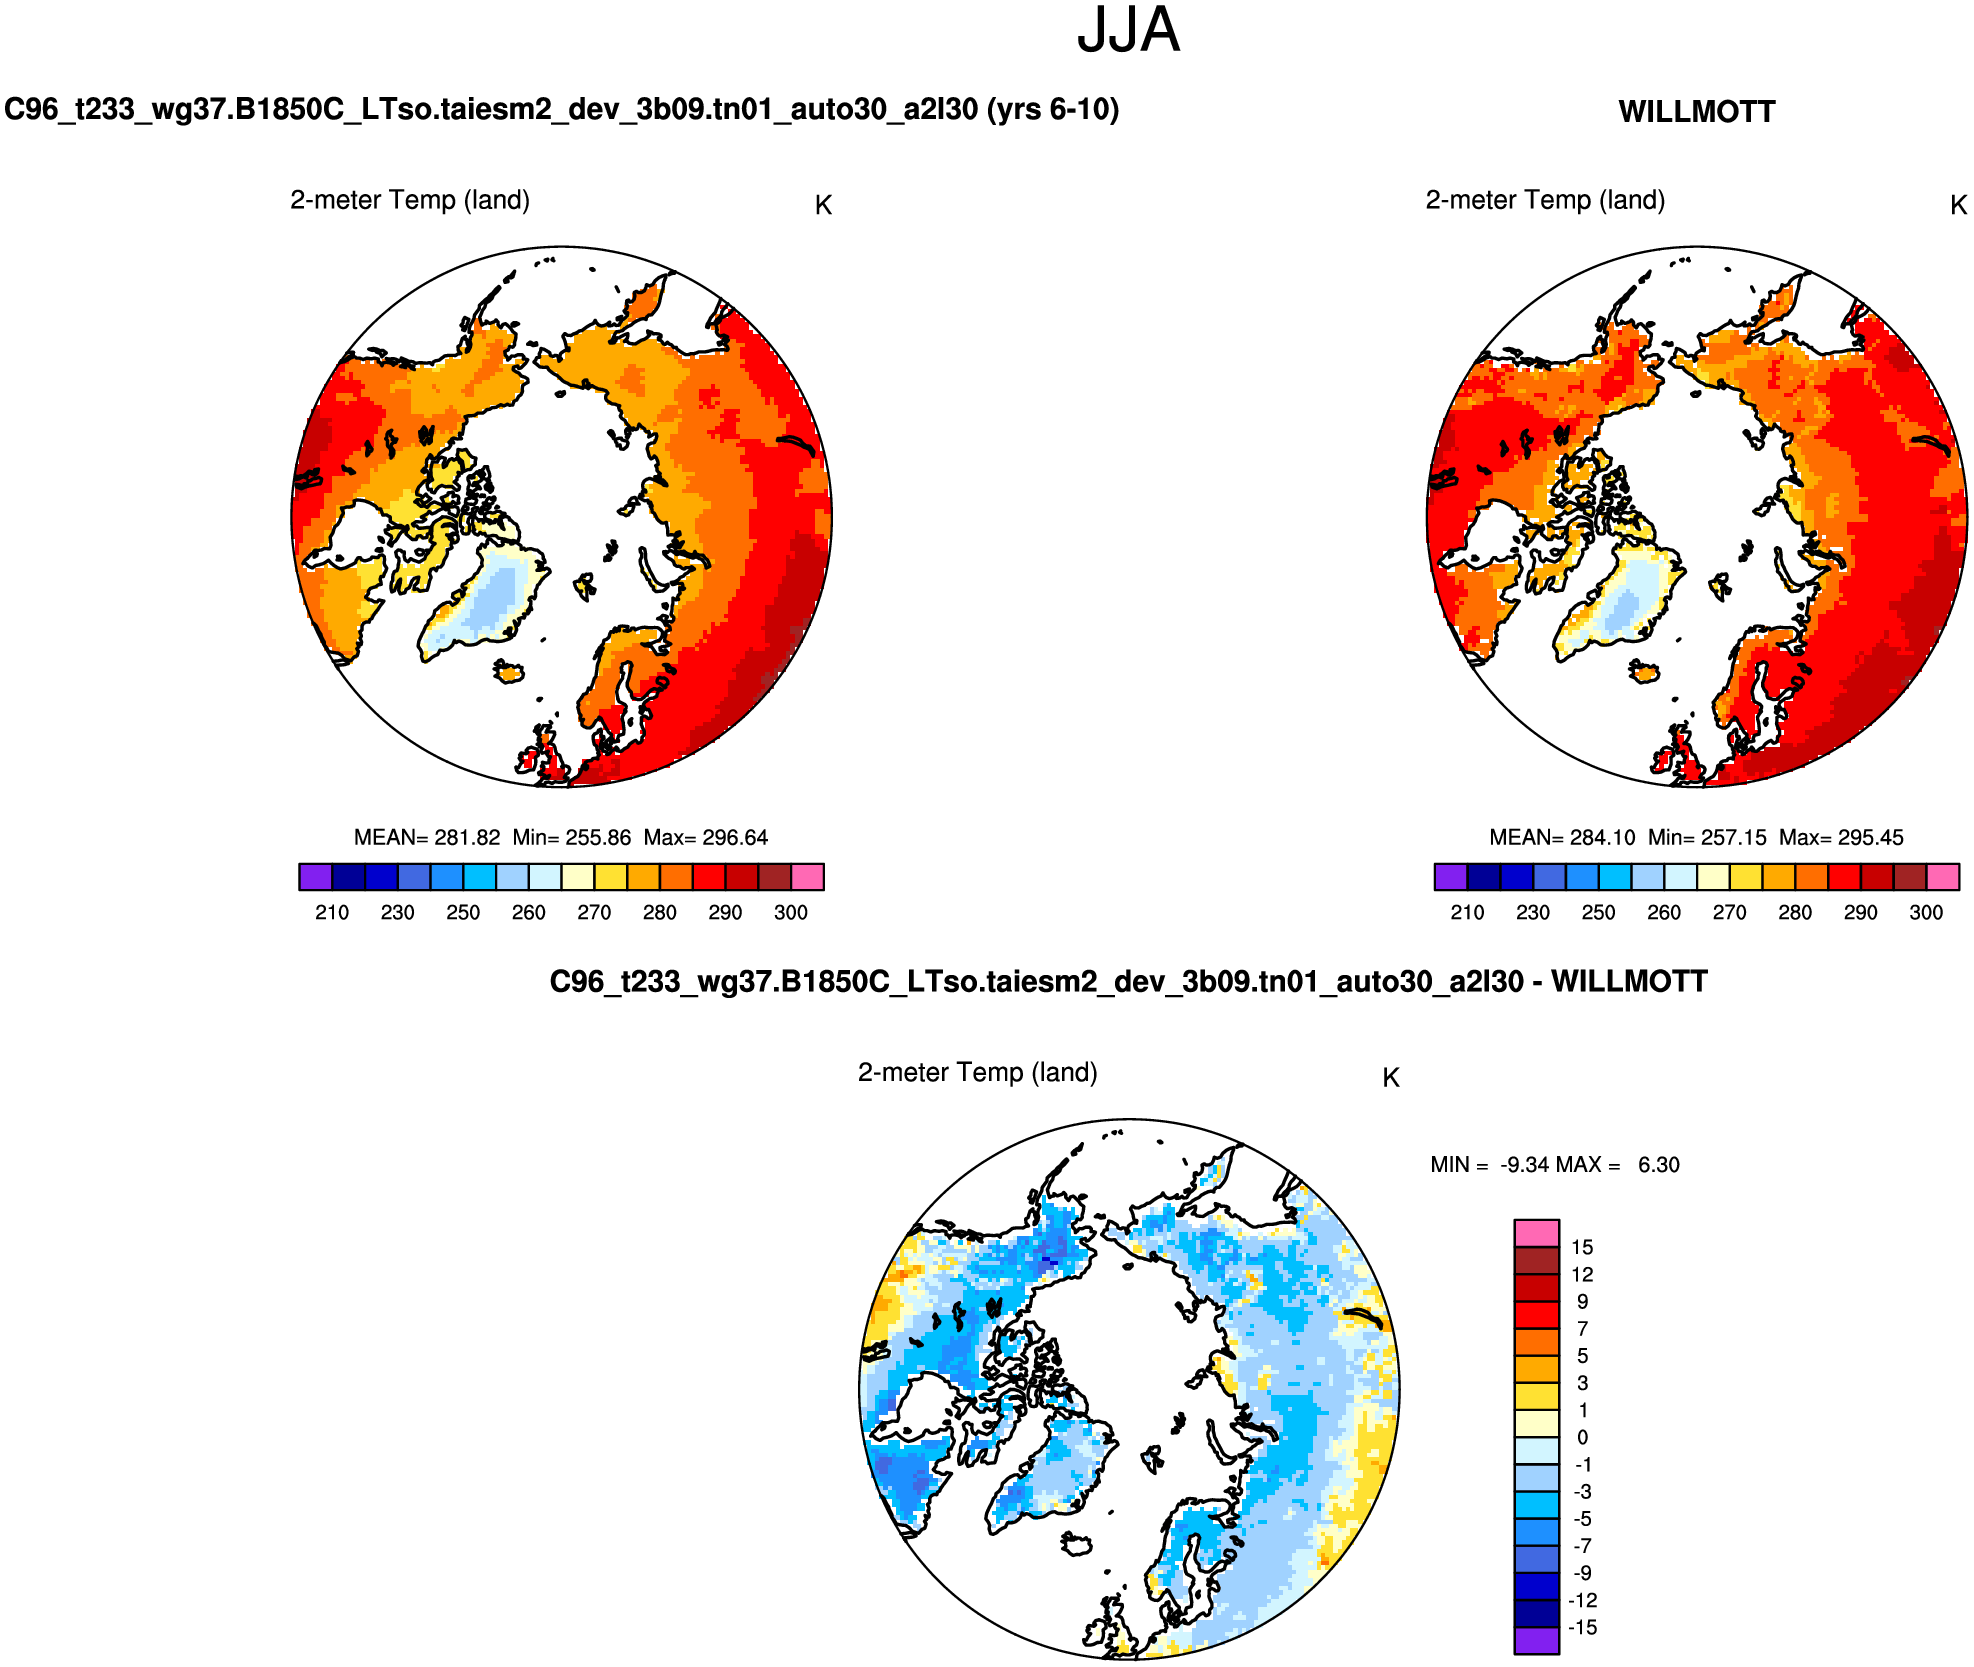 JJA
C96_t233_wg37.B1850C_LTso.taiesm2_dev_3b09.tn01_auto30_a2l30 (yrs 6-10)
WILLMOTT
2-meter Temp (land) K
2-meter Temp (land) K
MEAN= 281.82 Min= 255.86 Max= 296.64
210 230 250 260 270 280 290 300
MEAN= 284.10 Min= 257.15 Max= 295.45
210 230 250 260 270 280 290 300
C96_t233_wg37.B1850C_LTso.taiesm2_dev_3b09.tn01_auto30_a2l30 - WILLMOTT
2-meter Temp (land) K
MIN = -9.34 MAX = 6.30
15
12
9
7
5
3
1
0
-1
-3
-5
-7
-9
-12
-15